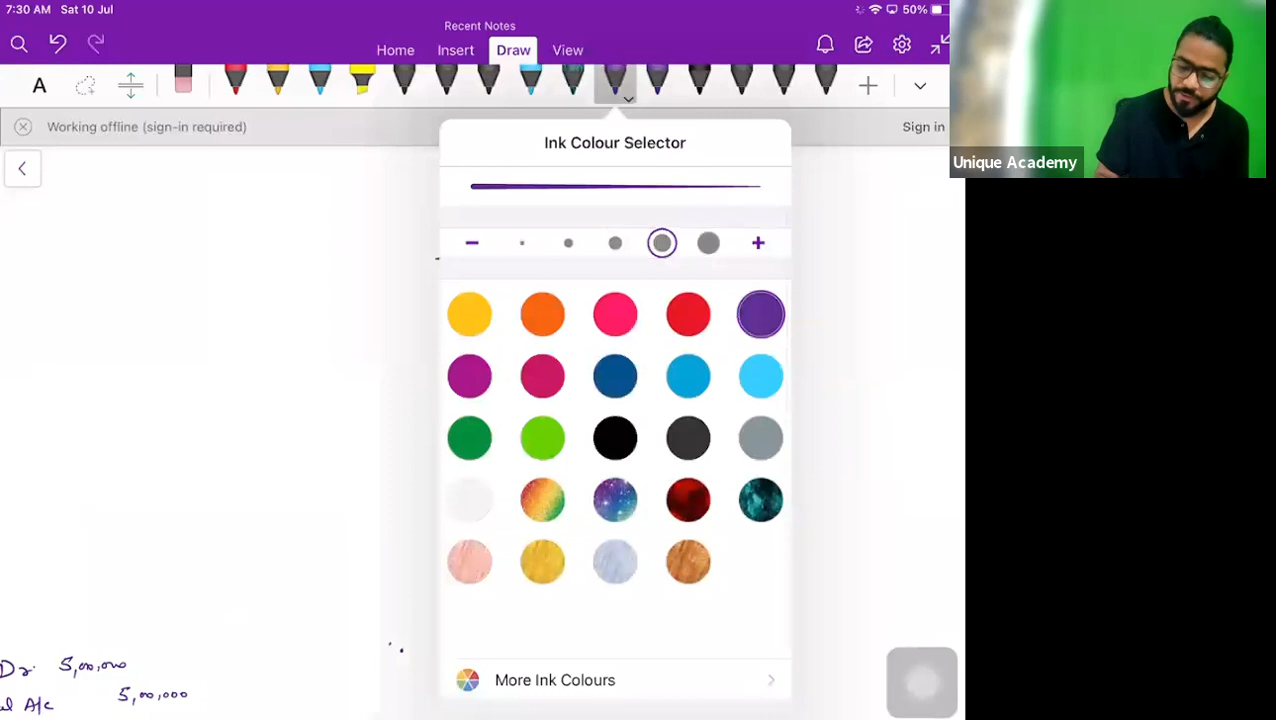 7:30 AM Sat 10 Jul
50%
Recent Notes
Home Insert Draw View
A
Working offline (sign-in required)
Sign in
Unique Academy
Ink Colour Selector
More Ink Colours
Dr. 5,00,000
A/c 5,00,000